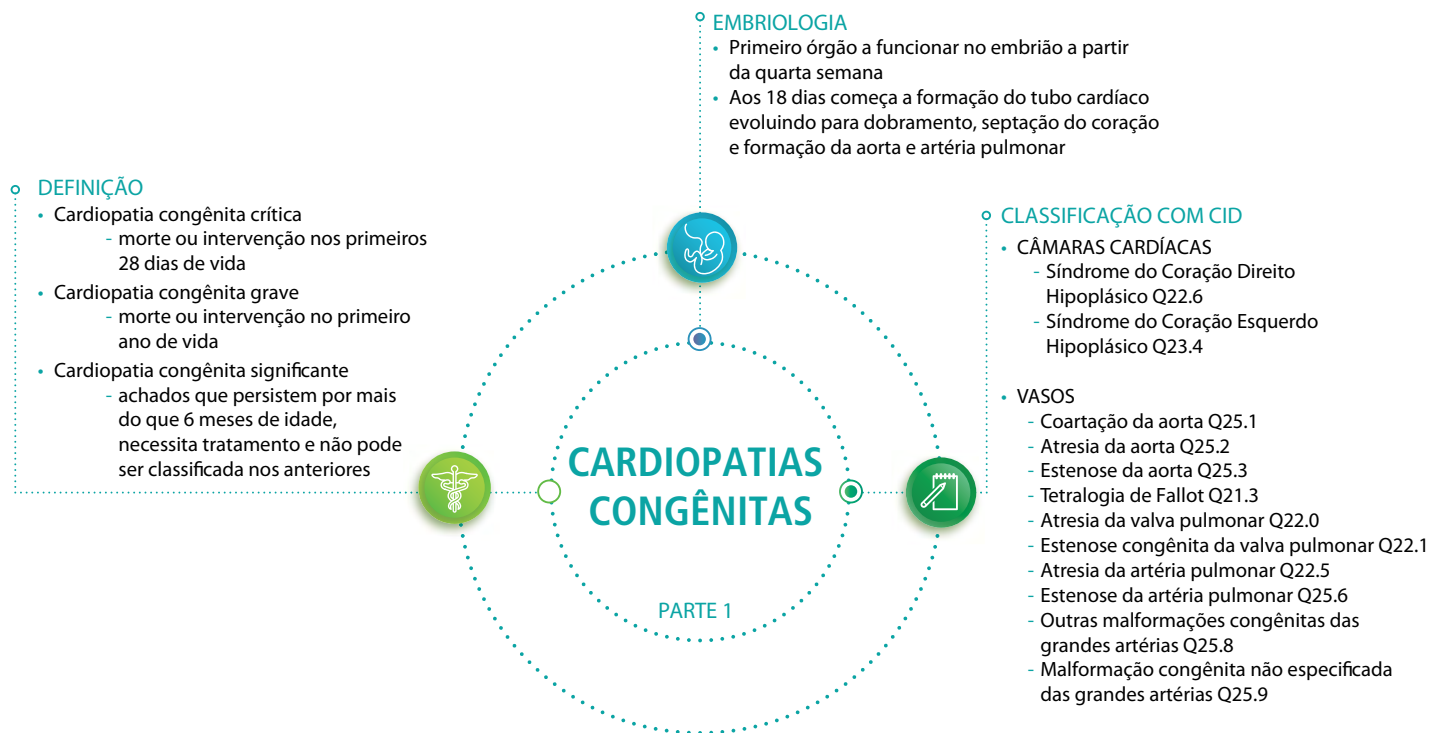 EMBRIOLOGIA
• Primeiro órgão a funcionar no embrião a partir
da quarta semana
• Aos 18 dias começa a formação do tubo cardíaco
evoluindo para dobramento, septação do coração
e formação da aorta e artéria pulmonar
DEFINIÇÃO
• Cardiopatia congênita crítica
- morte ou intervenção nos primeiros
28 dias de vida
• Cardiopatia congênita grave
- morte ou intervenção no primeiro
ano de vida
• Cardiopatia congênita significante
- achados que persistem por mais
do que 6 meses de idade,
necessita tratamento e não pode
ser classificada nos anteriores
CARDIOPATIAS
CONGÊNITAS
PARTE 1
CLASSIFICAÇÃO COM CID
• CÂMARAS CARDÍACAS
- Síndrome do Coração Direito
Hipoplásico Q22.6
- Síndrome do Coração Esquerdo
Hipoplásico Q23.4
• VASOS
- Coartação da aorta Q25.1
- Atresia da aorta Q25.2
- Estenose da aorta Q25.3
- Tetralogia de Fallot Q21.3
- Atresia da valva pulmonar Q22.0
- Estenose congênita da valva pulmonar Q22.1
- Atresia da artéria pulmonar Q22.5
- Estenose da artéria pulmonar Q25.6
- Outras malformações congênitas das
grandes artérias Q25.8
- Malformação congênita não especificada
das grandes artérias Q25.9